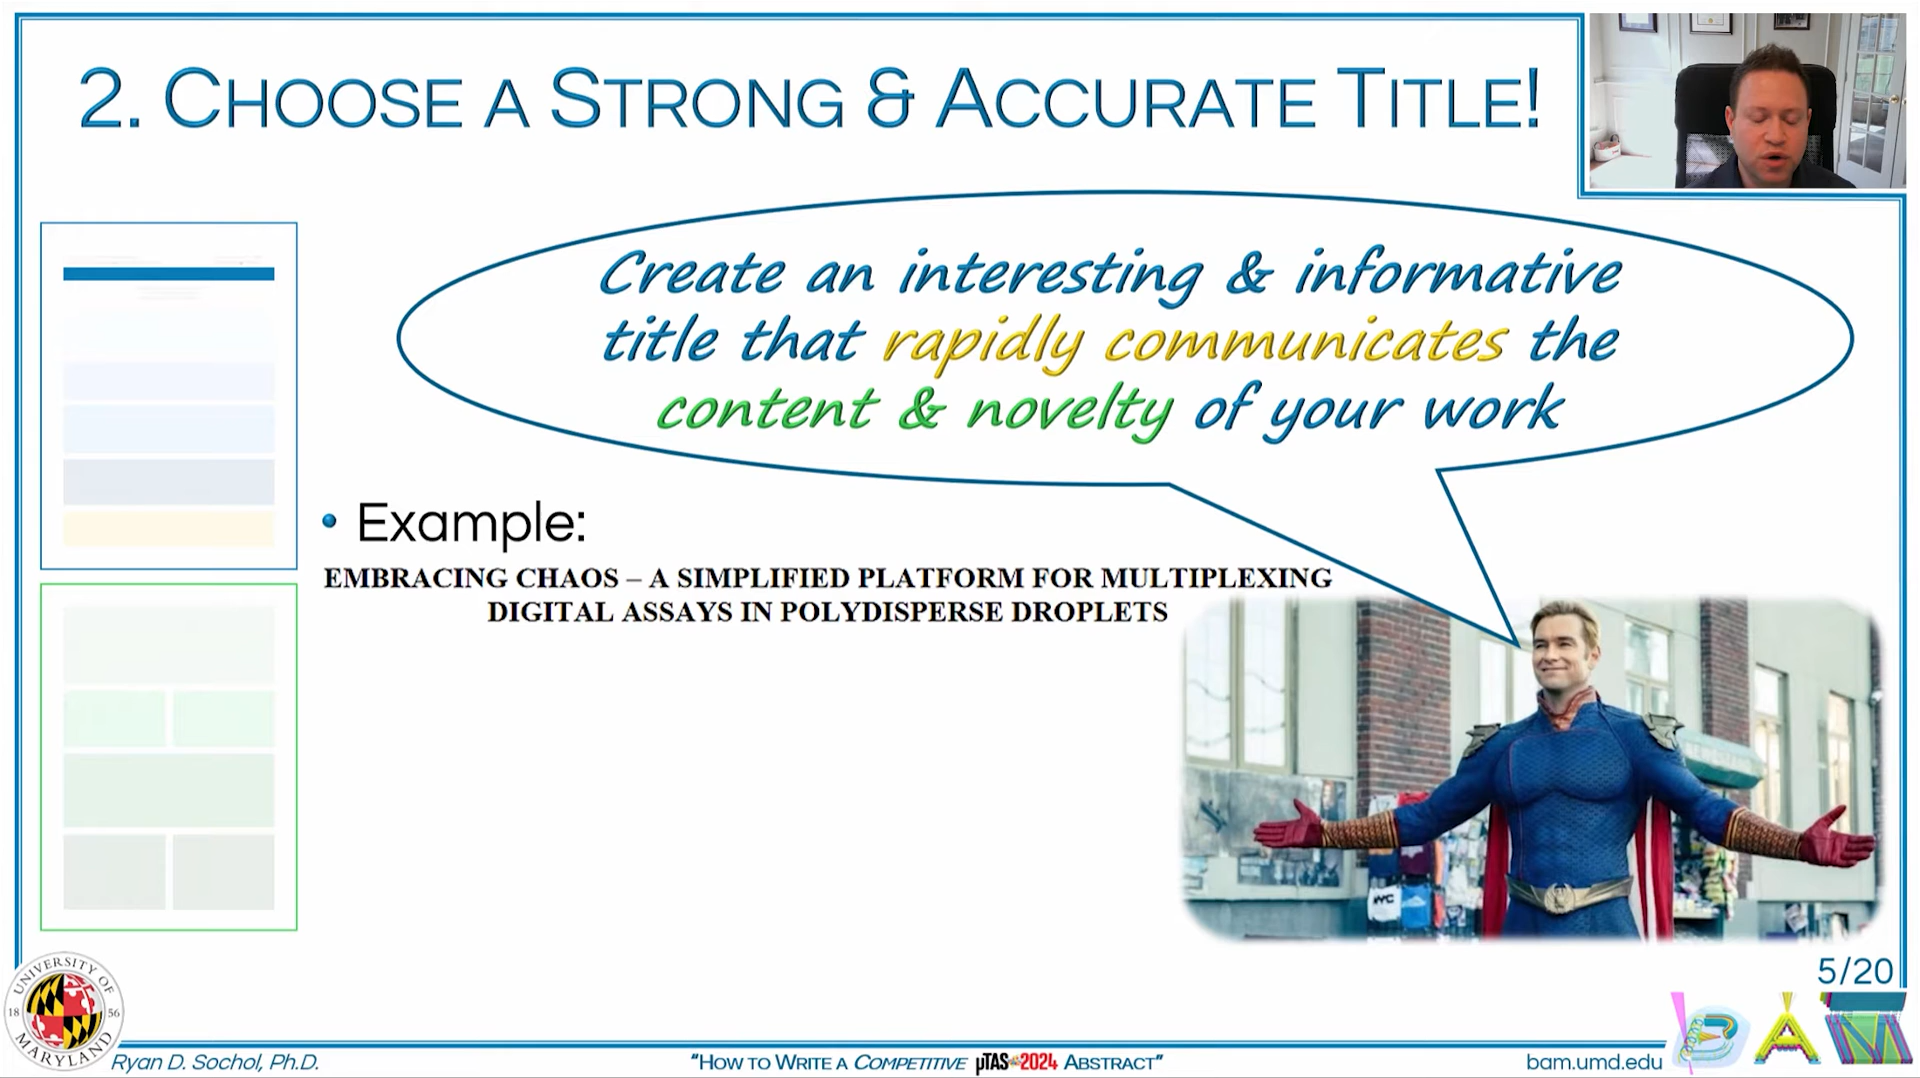 2. CHOOSE A STRONG & ACCURATE TITLE!
Create an interesting & informative
title that rapidly communicates the
content & novelty of your work
• Example:
EMBRACING CHAOS – A SIMPLIFIED PLATFORM FOR MULTIPLEXING
DIGITAL ASSAYS IN POLYDISPERSE DROPLETS
NYC
5/20
UNIVERSITY OF
18 56
MARYLAND
Ryan D. Sochol, Ph.D.
"HOW TO WRITE A COMPETITIVE µTAS 2024 ABSTRACT"
bam.umd.edu
BAM